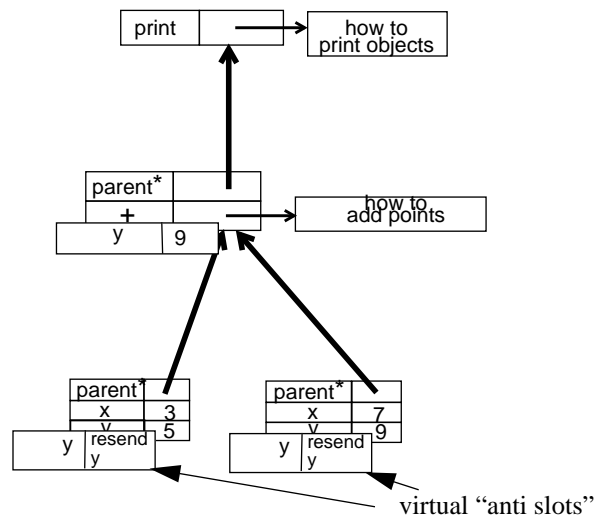 print
how to
print objects
parent*
+
how to
add points
y 9
parent*
x 3
y 5
y resend
y
parent*
x 7
y 9
y resend
y
virtual “anti slots”